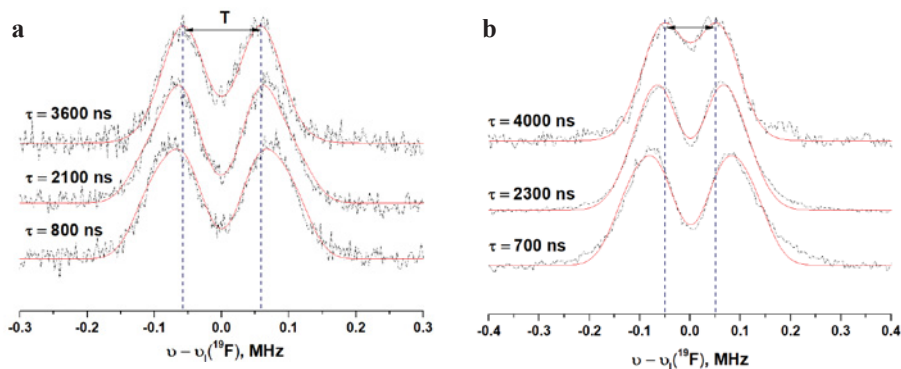 a
T
τ = 3600 ns
τ = 2100 ns
τ = 800 ns
-0.3 -0.2 -0.1 0.0 0.1 0.2 0.3
υ – υI(¹⁹F), MHz
b
τ = 4000 ns
τ = 2300 ns
τ = 700 ns
-0.4 -0.3 -0.2 -0.1 0.0 0.1 0.2 0.3 0.4
υ – υI(¹⁹F), MHz